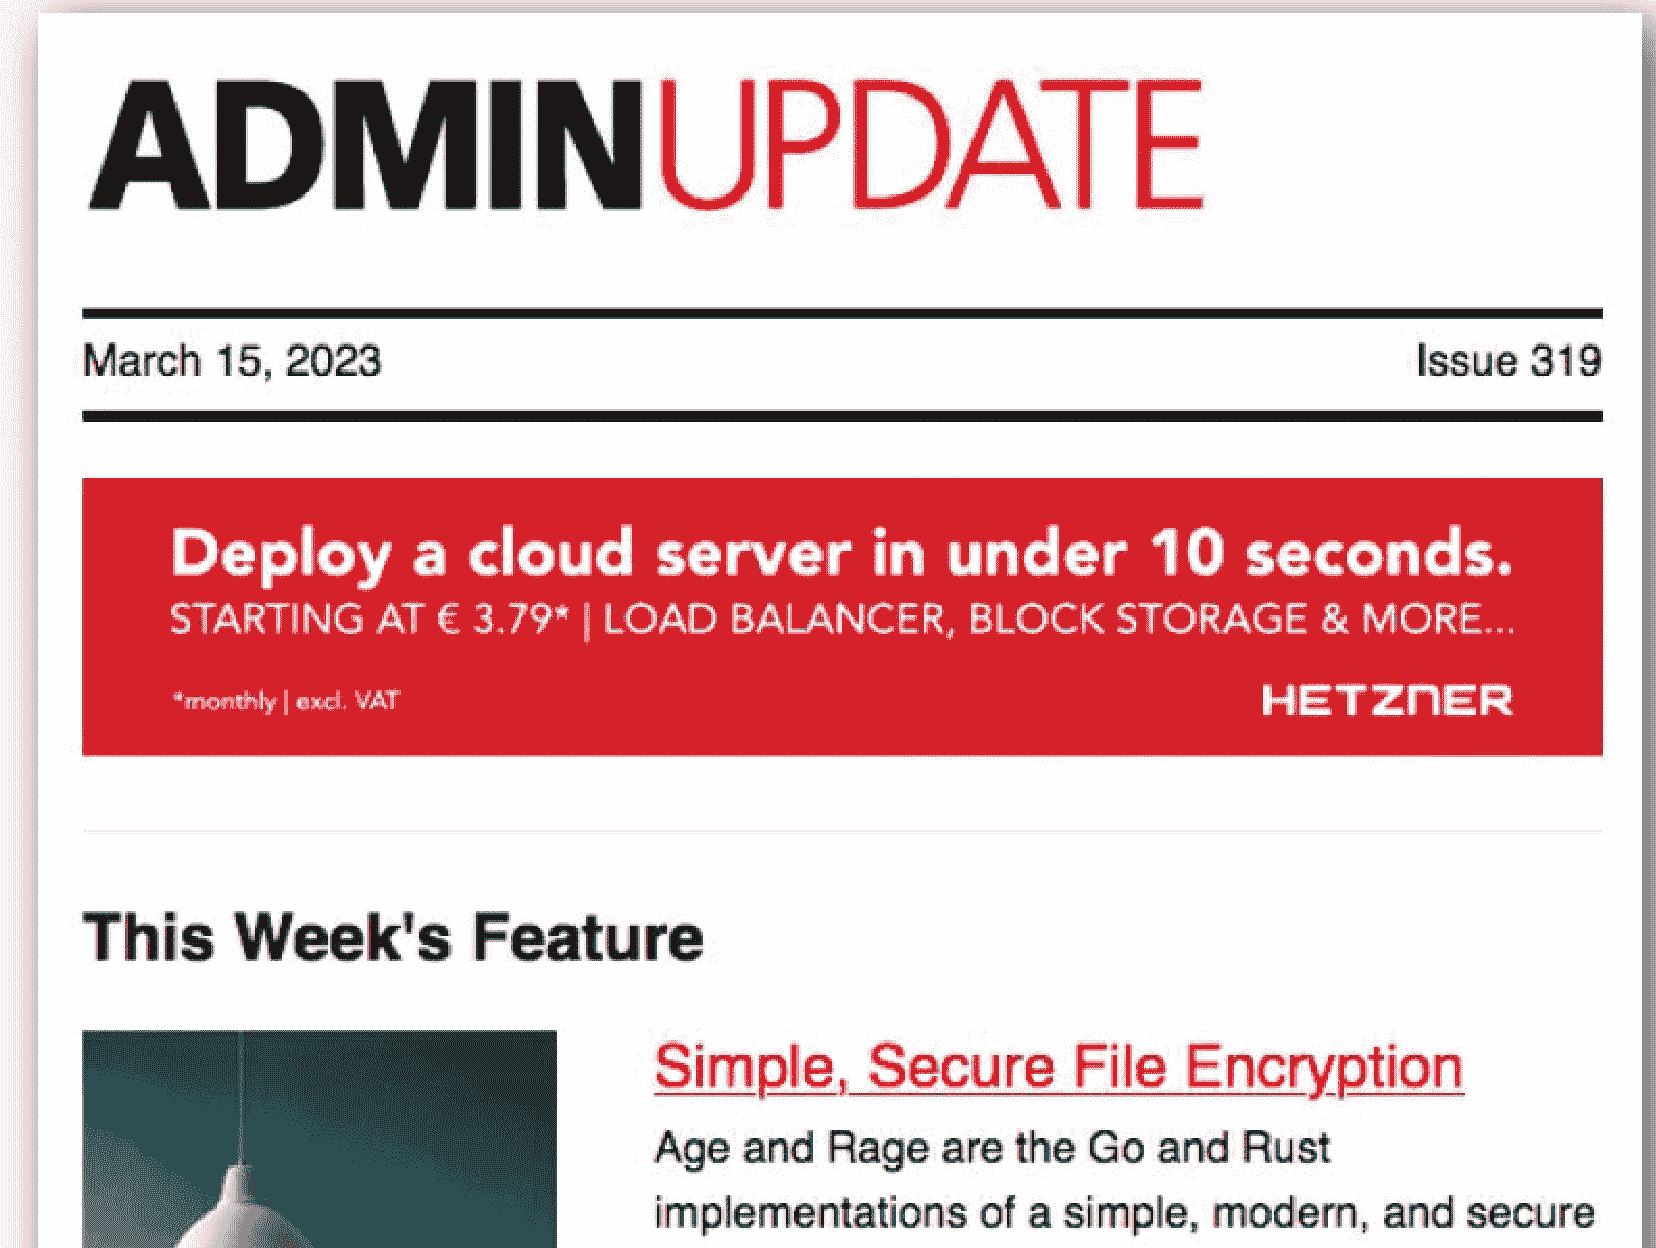 ADMINUPDATE
March 15, 2023 Issue 319
Deploy a cloud server in under 10 seconds.
STARTING AT € 3.79* | LOAD BALANCER, BLOCK STORAGE & MORE...
*monthly | excl. VAT HETZNER
This Week's Feature
Simple, Secure File Encryption
Age and Rage are the Go and Rust
implementations of a simple, modern, and secure